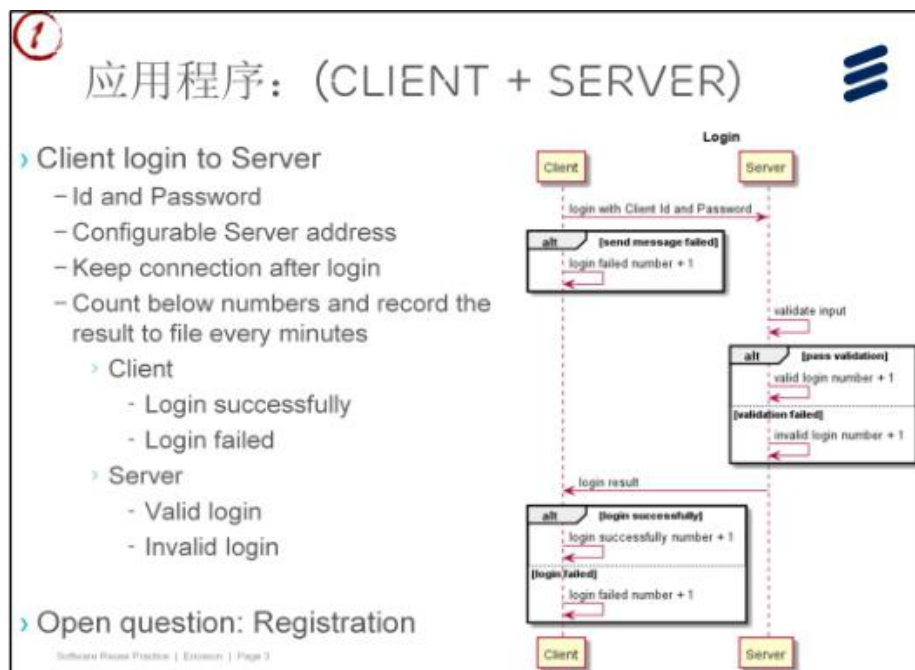 1
应用程序：(CLIENT + SERVER)
› Client login to Server
– Id and Password
– Configurable Server address
– Keep connection after login
– Count below numbers and record the
result to file every minutes
› Client
- Login successfully
- Login failed
› Server
- Valid login
- Invalid login
› Open question: Registration
Software Reuse Practice | Ericsson | Page 3
Login
Client
Server
login with Client Id and Password
alt
[send message failed]
login failed number + 1
validate input
alt
[pass validation]
valid login number + 1
[validation failed]
invalid login number + 1
login result
alt
[login successfully]
login successfully number + 1
[login failed]
login failed number + 1
Client
Server